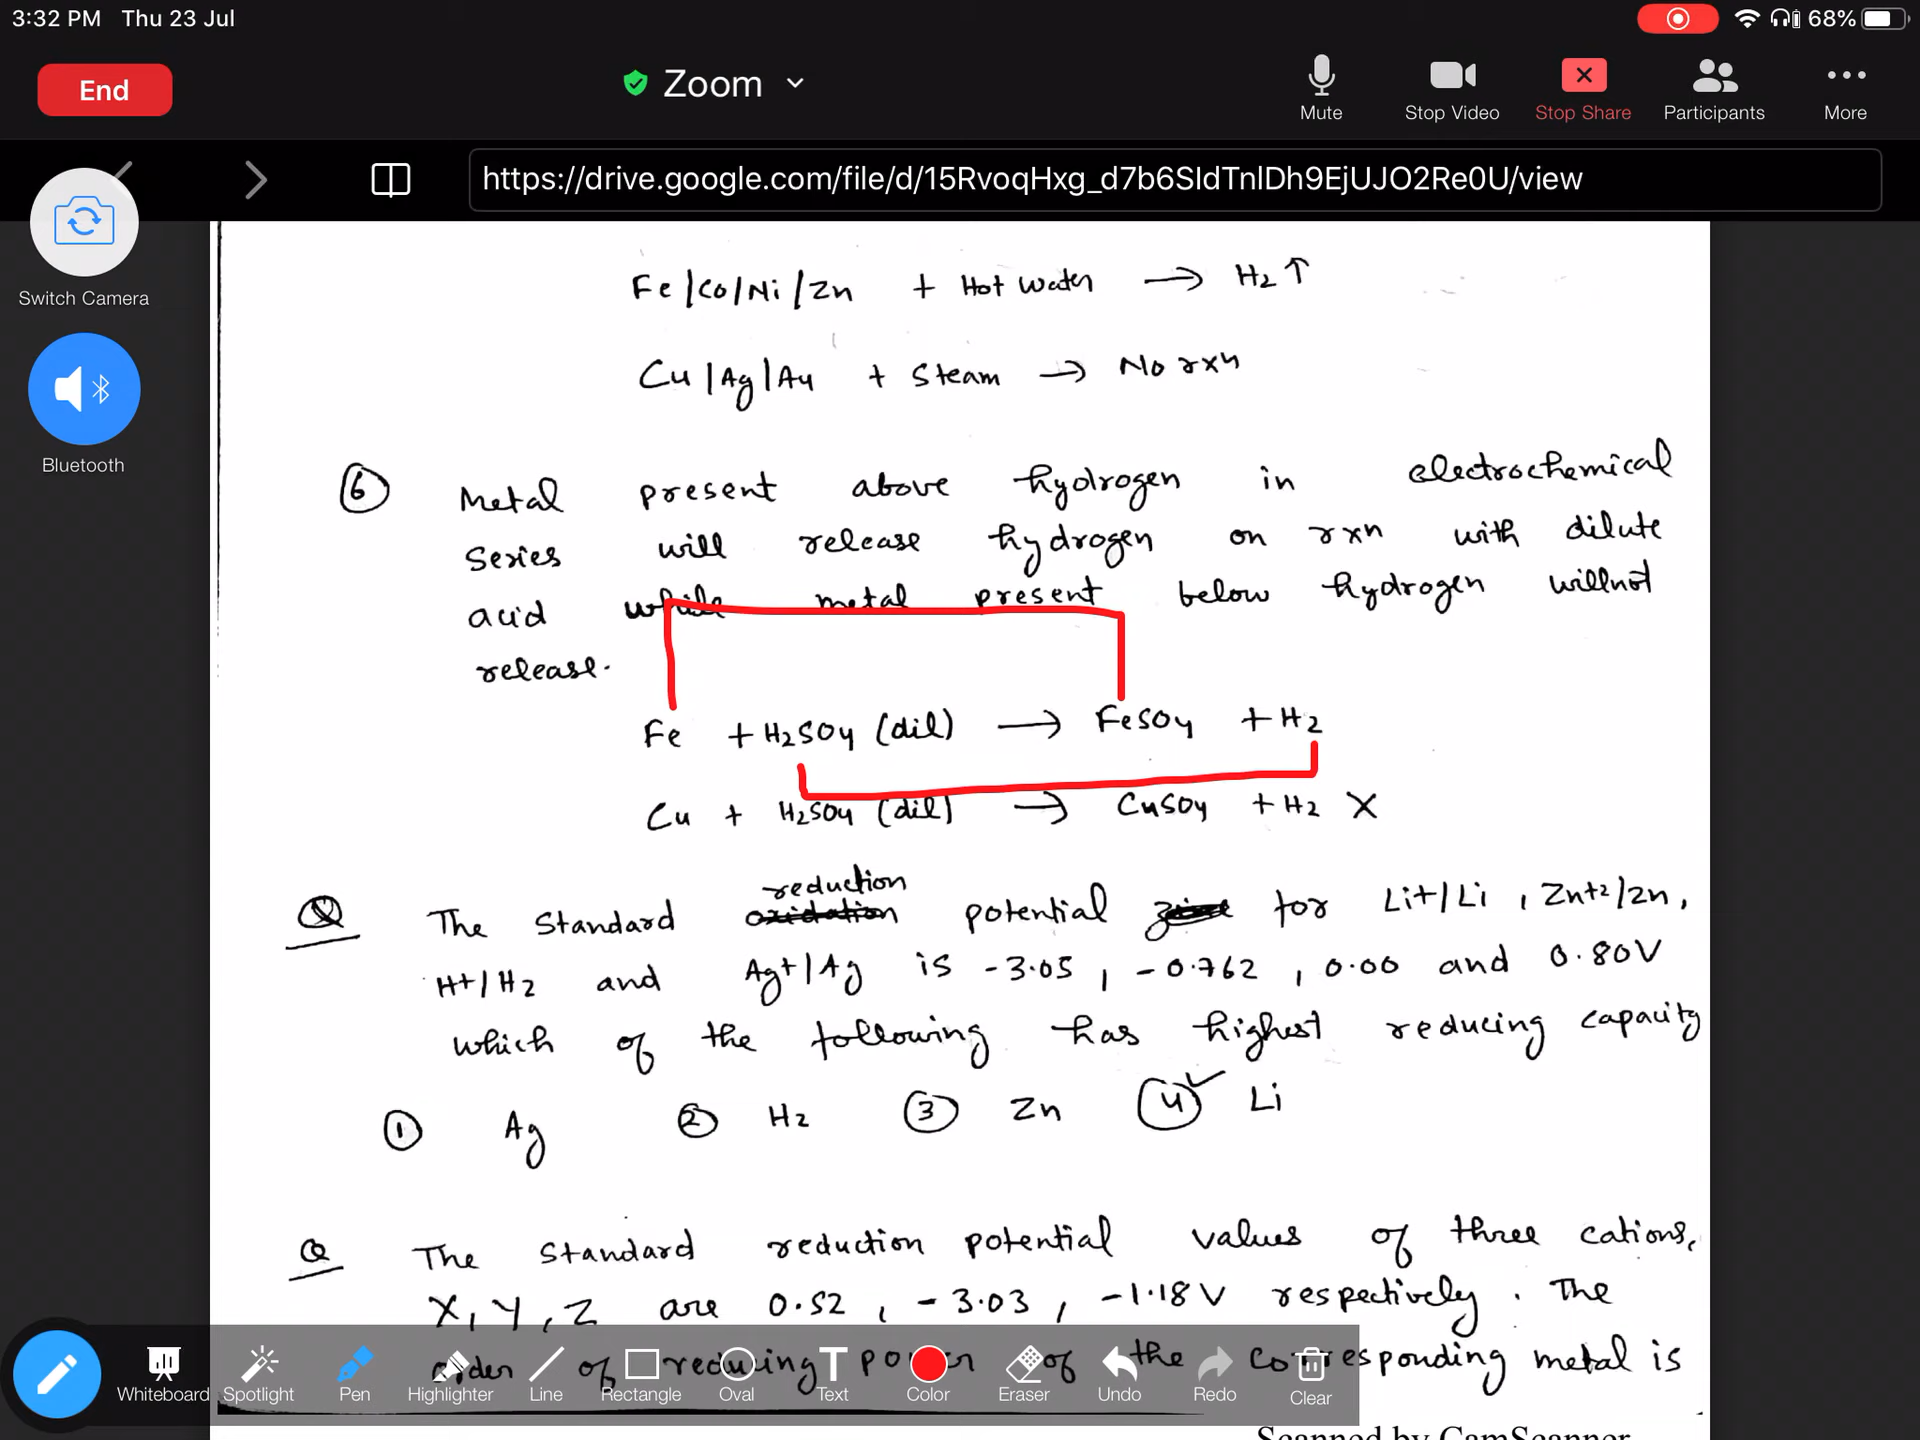 3:32 PM Thu 23 Jul
68%
End
Zoom
Mute
Stop Video
Stop Share
Participants
More
https://drive.google.com/file/d/15RvoqHxg_d7b6SIdTnlDh9EjUJO2Re0U/view
Switch Camera
Bluetooth
Fe/Co/Ni/Zn + Hot water → H2 ↑
Cu/Ag/Au + Steam → No rxn
⑥ Metal present above hydrogen in electrochemical
Series will release hydrogen on rxn with dilute
acid while metal present below hydrogen willnot
release.
Fe + H2SO4 (dil) → FeSO4 + H2
Cu + H2SO4 (dil) → CuSO4 + H2 X
reduction
Q The Standard oxidation potential for Li+/Li, Zn+2/Zn,
H+/H2 and Ag+/Ag is -3.05, -0.762, 0.00 and 0.80V
which of the following has highest reducing capacity
① Ag ② H2 ③ Zn ④ ✓ Li
Q The Standard reduction potential values of three cations,
X, Y, Z are 0.52, -3.03, -1.18V respectively. The
order of reducing power of the corresponding metal is
Whiteboard
Spotlight
Pen
Highlighter
Line
Rectangle
Oval
Text
Color
Eraser
Undo
Redo
Clear
Scanned by CamScanner